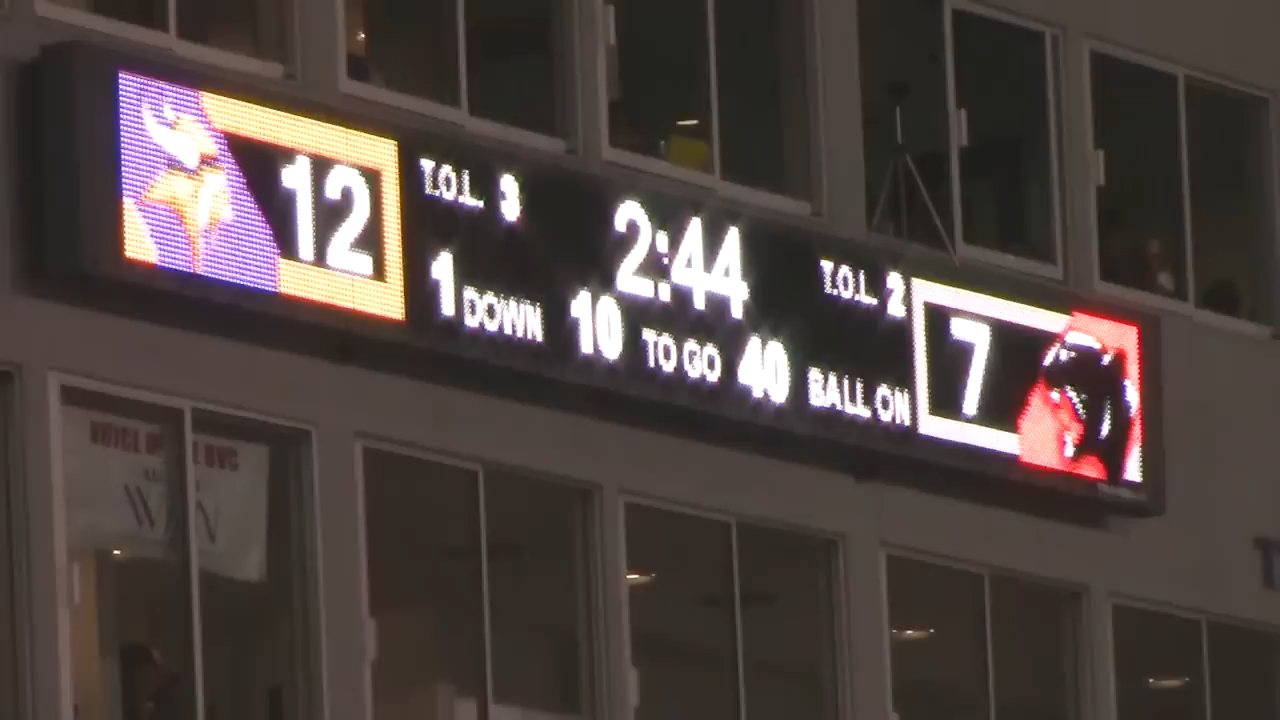 12
T.O.L. 3
2:44
T.O.L. 2
7
1 DOWN 10 TO GO 40 BALL ON